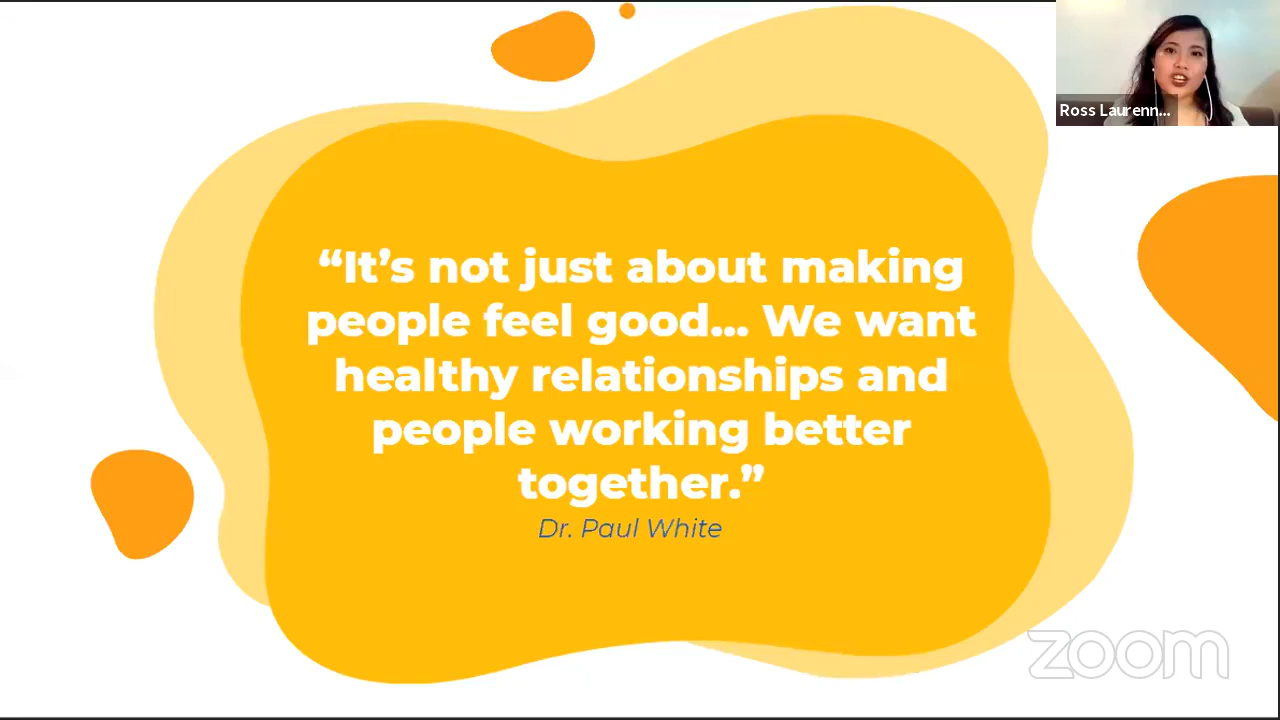 Ross Laurenn...
“It’s not just about making
people feel good... We want
healthy relationships and
people working better
together.”
Dr. Paul White
zoom